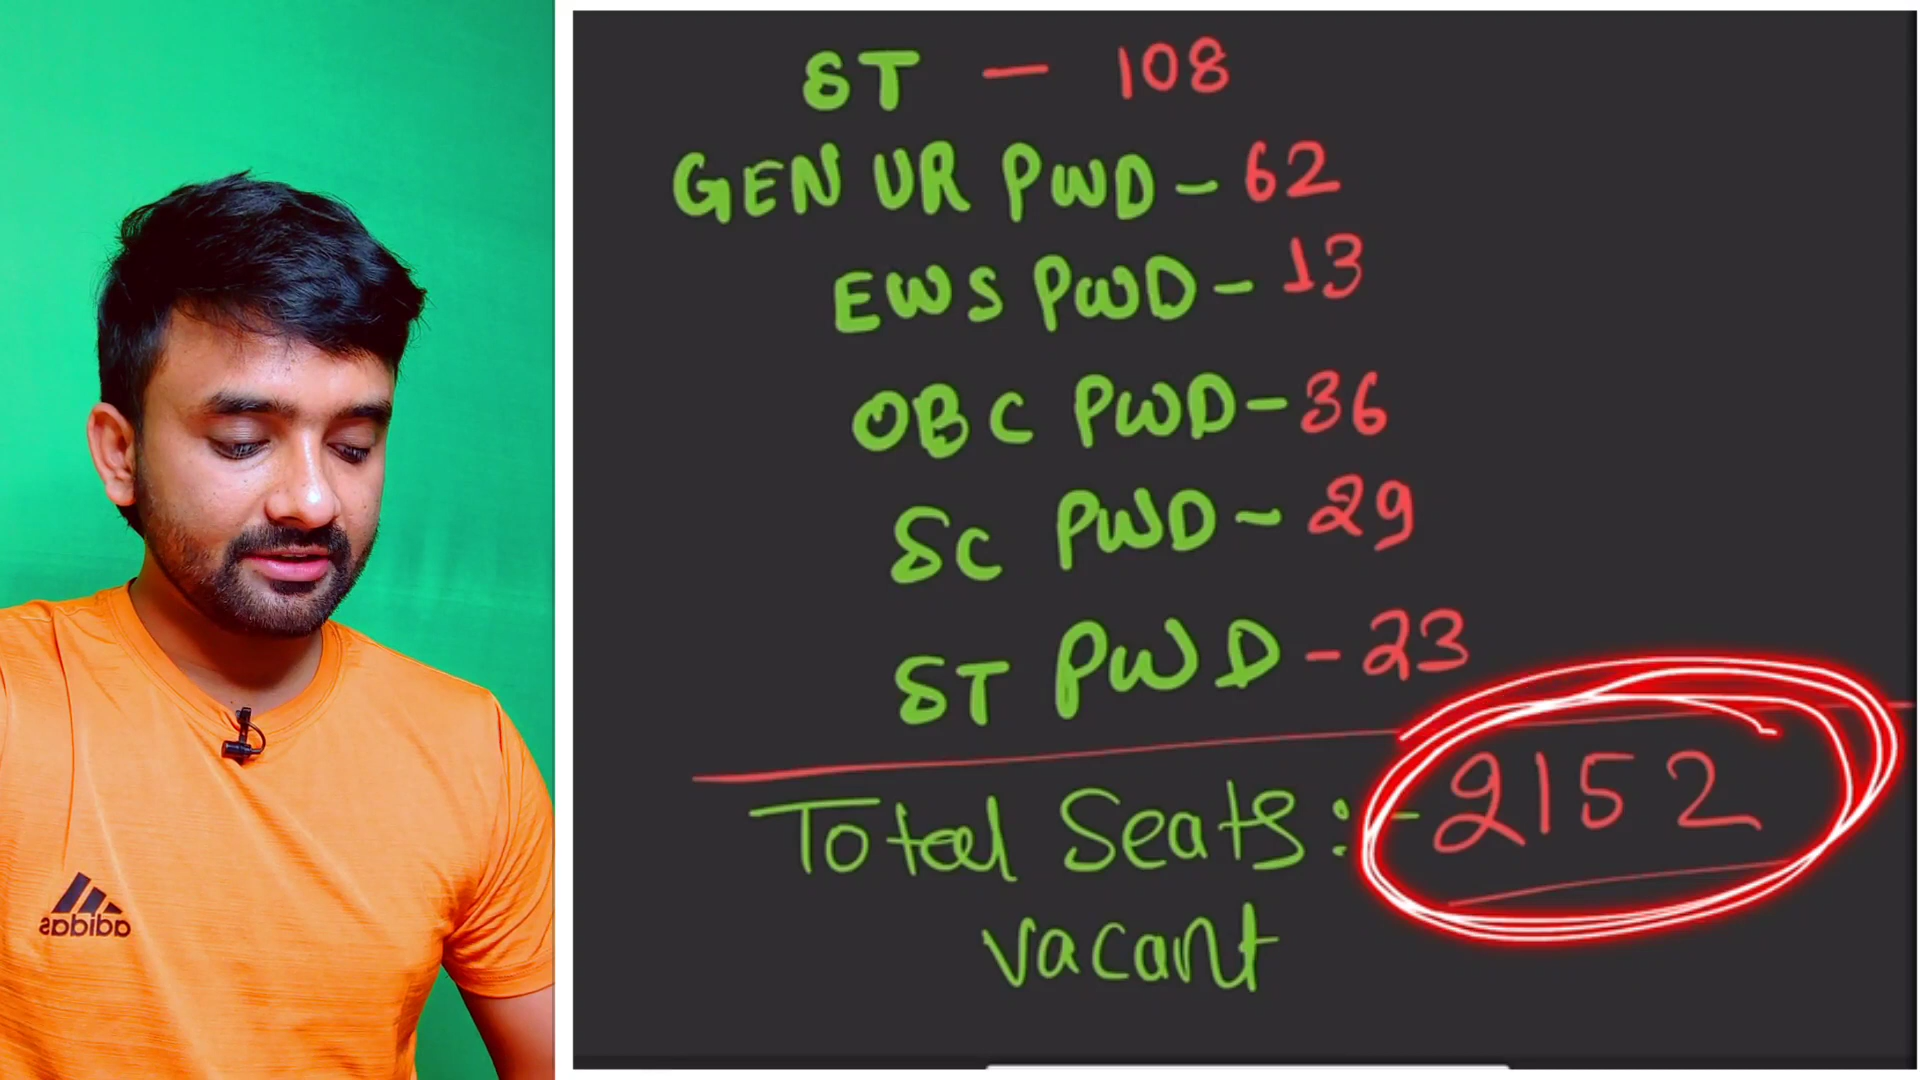 ST - 108
GEN UR PWD - 62
EWS PWD - 13
OBC PWD - 36
SC PWD - 29
ST PWD - 23
Total Seats :- 2152
vacant
adidas